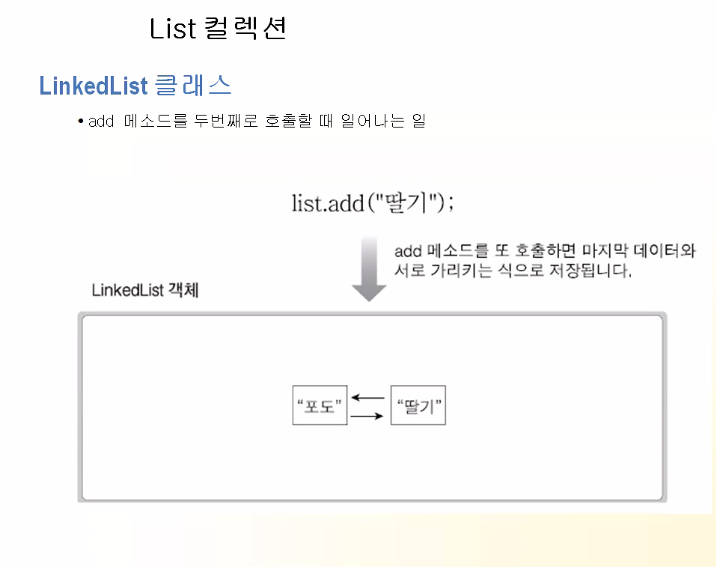 List 컬렉션
LinkedList 클래스
• add 메소드를 두번째로 호출할 때 일어나는 일
list.add("딸기");
add 메소드를 또 호출하면 마지막 데이터와
서로 가리키는 식으로 저장됩니다.
LinkedList 객체
“포도” “딸기”